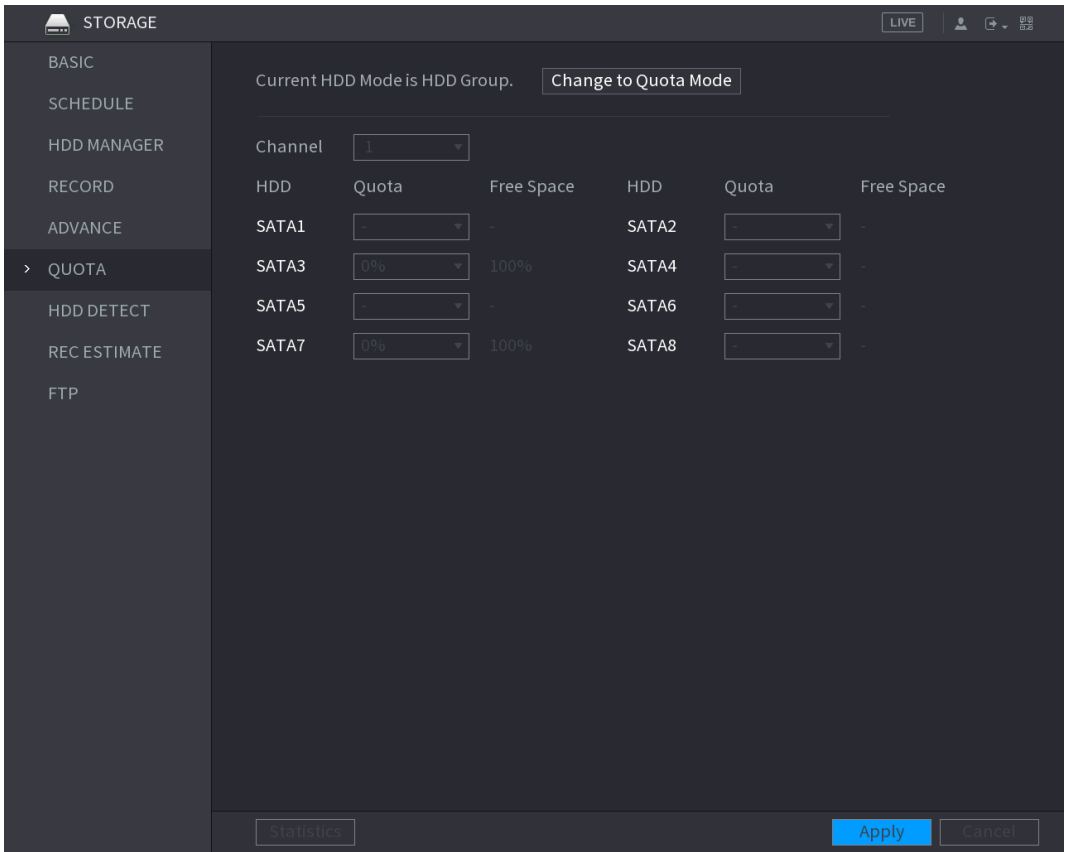 STORAGE LIVE
BASIC
SCHEDULE
HDD MANAGER
RECORD
ADVANCE
> QUOTA
HDD DETECT
REC ESTIMATE
FTP
Current HDD Mode is HDD Group. Change to Quota Mode
Channel 1
HDD Quota Free Space HDD Quota Free Space
SATA1 - - SATA2 - -
SATA3 0% 100% SATA4 - -
SATA5 - - SATA6 - -
SATA7 0% 100% SATA8 - -
Statistics Apply Cancel